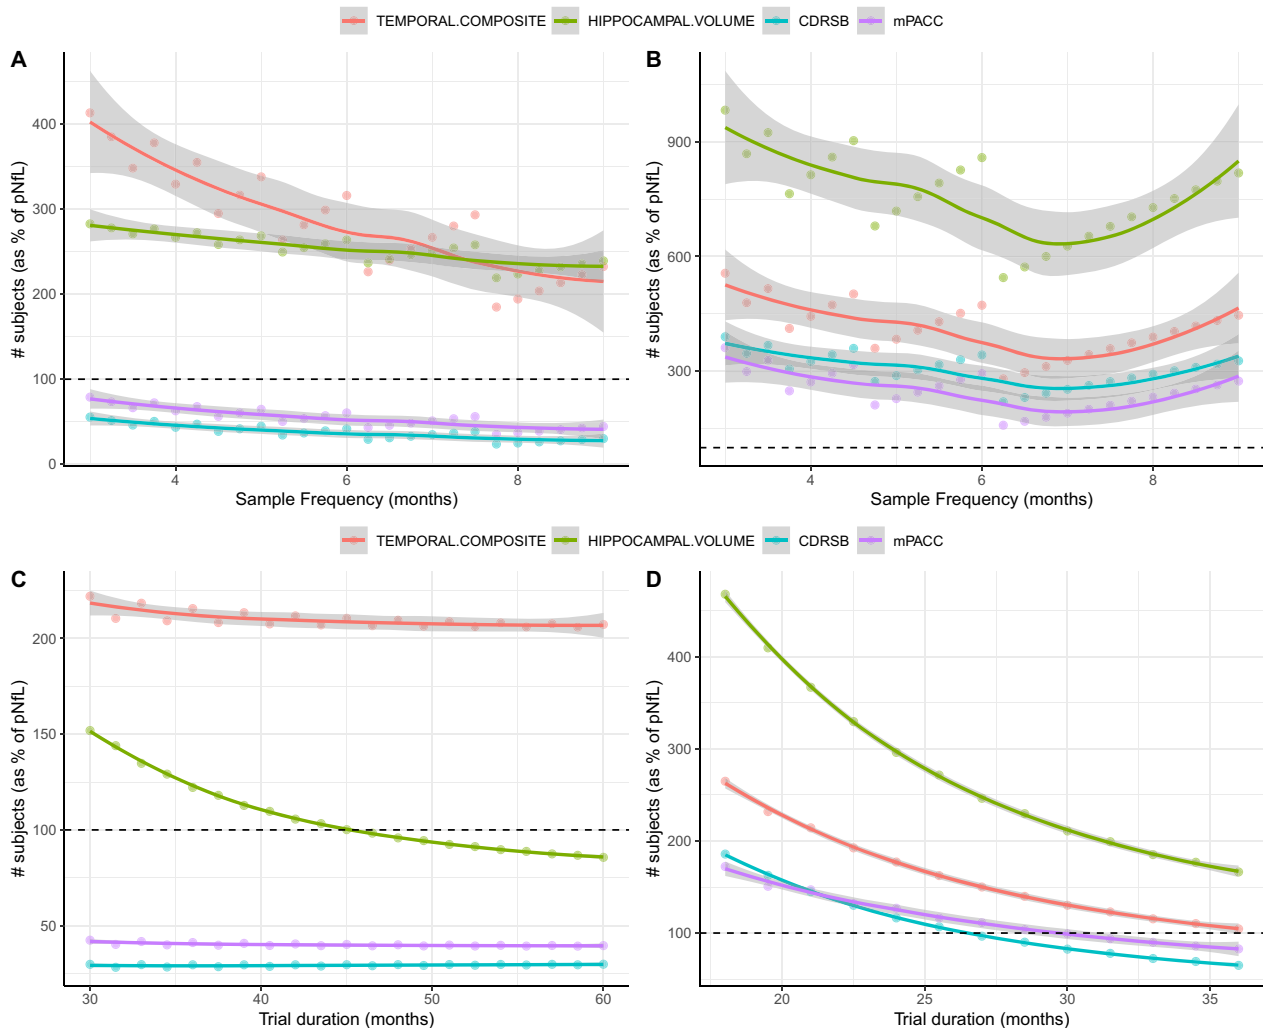 TEMPORAL.COMPOSITE HIPPOCAMPAL.VOLUME CDRSB mPACC
A
# subjects (as % of pNfL)
400
300
200
100
0
4 6 8
Sample Frequency (months)
B
# subjects (as % of pNfL)
900
600
300
4 6 8
Sample Frequency (months)
TEMPORAL.COMPOSITE HIPPOCAMPAL.VOLUME CDRSB mPACC
C
# subjects (as % of pNfL)
200
150
100
50
30 40 50 60
Trial duration (months)
D
# subjects (as % of pNfL)
400
300
200
100
20 25 30 35
Trial duration (months)